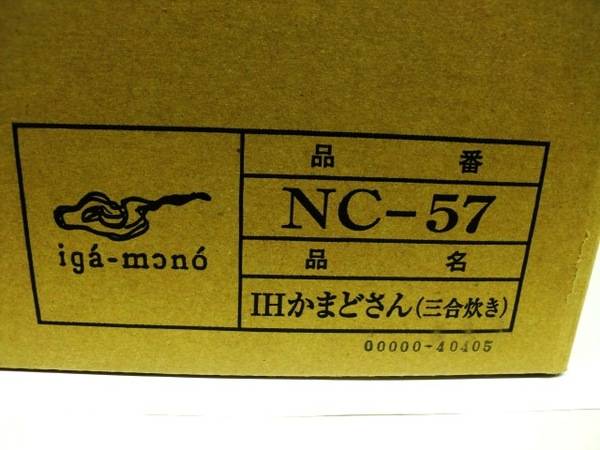 igá-mɔnó
品番
NC-57
品名
IHかまどさん(三合炊き)
00000-40405